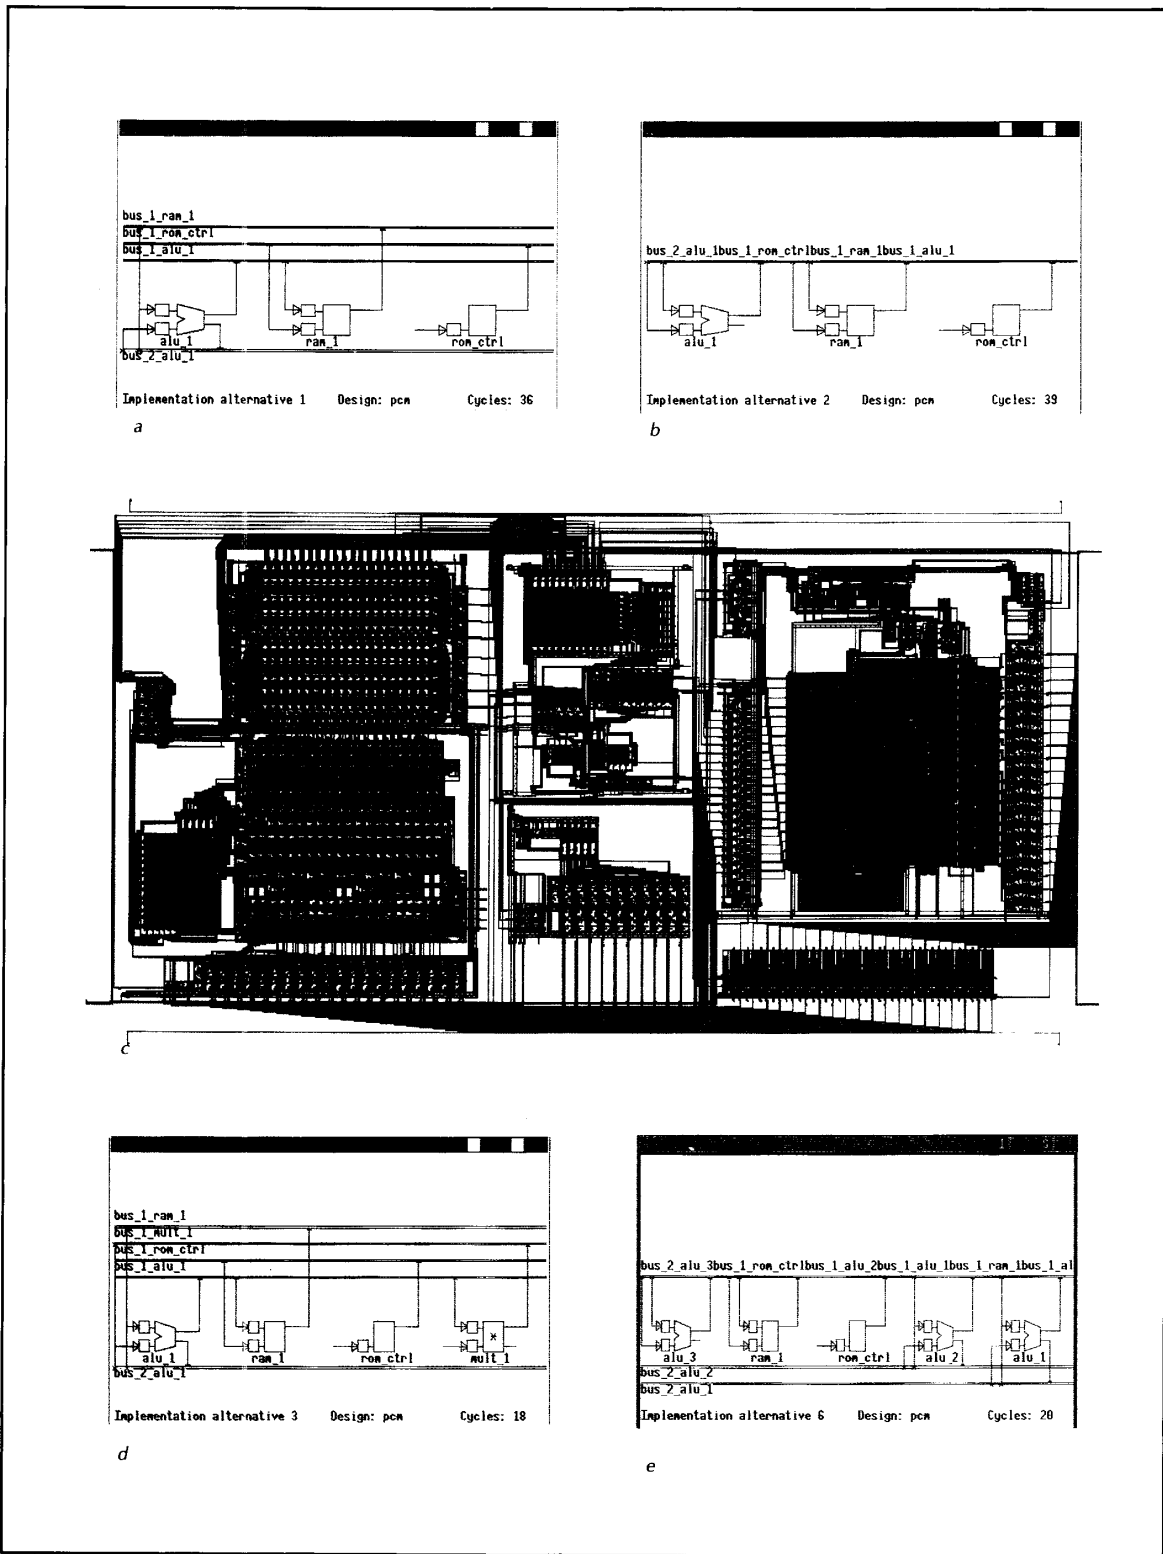 bus_1_ram_1
bus_1_rom_ctrl
bus_1_alu_1
alu_1 ram_1 rom_ctrl
bus_2_alu_1
Implementation alternative 1 Design: pcm Cycles: 36
a
bus_2_alu_1bus_1_rom_ctrlbus_1_ram_1bus_1_alu_1
alu_1 ram_1 rom_ctrl
Implementation alternative 2 Design: pcm Cycles: 39
b
c
bus_1_ram_1
bus_1_mult_1
bus_1_rom_ctrl
bus_1_alu_1
*
alu_1 ram_1 rom_ctrl mult_1
bus_2_alu_1
Implementation alternative 3 Design: pcm Cycles: 18
d
bus_2_alu_3bus_1_rom_ctrlbus_1_alu_2bus_1_alu_1bus_1_ram_1bus_1_al
alu_3 ram_1 rom_ctrl alu_2 alu_1
bus_2_alu_2
bus_2_alu_1
Implementation alternative 6 Design: pcm Cycles: 20
e